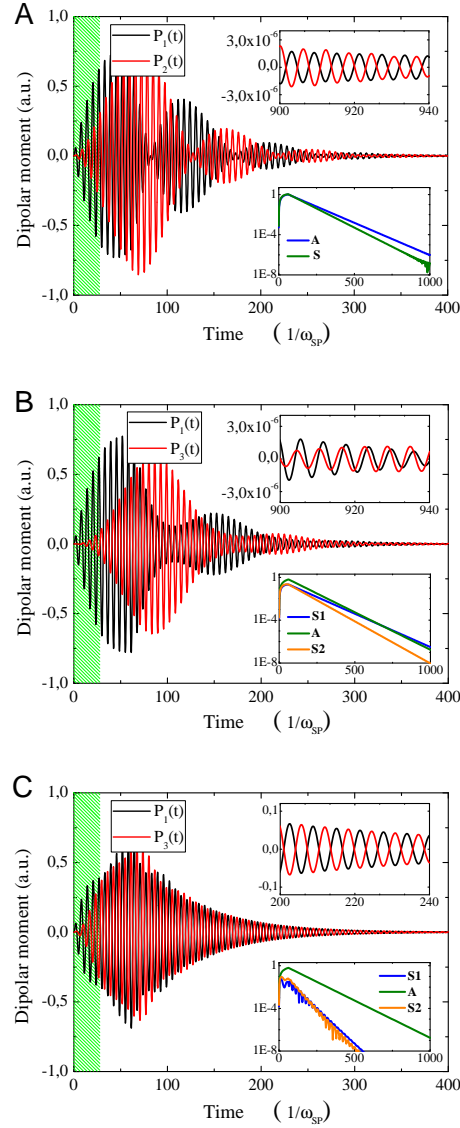 A
1,0
0,5
0,0
-0,5
-1,0
Dipolar moment (a.u.)
P₁(t)
P₂(t)
3,0x10⁻⁶
0,0
-3,0x10⁻⁶
900 920 940
1
1E-4
1E-8
A
S
0 500 1000
0 100 200 300 400
Time (1/ω_SP)
B
1,0
0,5
0,0
-0,5
-1,0
Dipolar moment (a.u.)
P₁(t)
P₃(t)
3,0x10⁻⁶
0,0
-3,0x10⁻⁶
900 920 940
1
1E-4
1E-8
S1
A
S2
0 500 1000
0 100 200 300 400
Time (1/ω_SP)
C
1,0
0,5
0,0
-0,5
-1,0
Dipolar moment (a.u.)
P₁(t)
P₃(t)
0,1
0,0
-0,1
200 220 240
1
1E-4
1E-8
S1
A
S2
0 500 1000
0 100 200 300 400
Time (1/ω_SP)